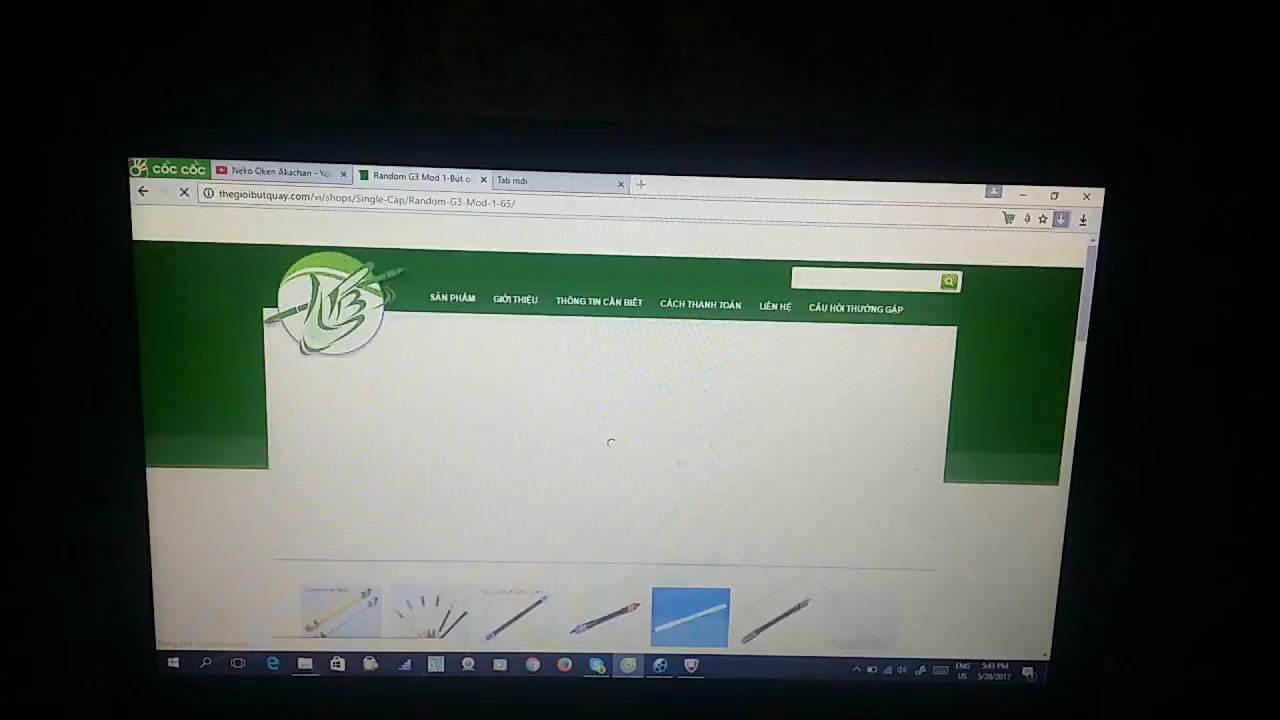 CỐC CỐC
Neko Oken Akachan - Yo
Random G3 Mod 1-Bút q
Tab mới
thegioibutquay.com/vi/shops/Single-Cap/Random-G3-Mod-1-65/
SẢN PHẨM GIỚI THIỆU THÔNG TIN CẦN BIẾT CÁCH THANH TOÁN LIÊN HỆ CÂU HỎI THƯỜNG GẶP
ENG 5:43 PM
US 5/28/2017